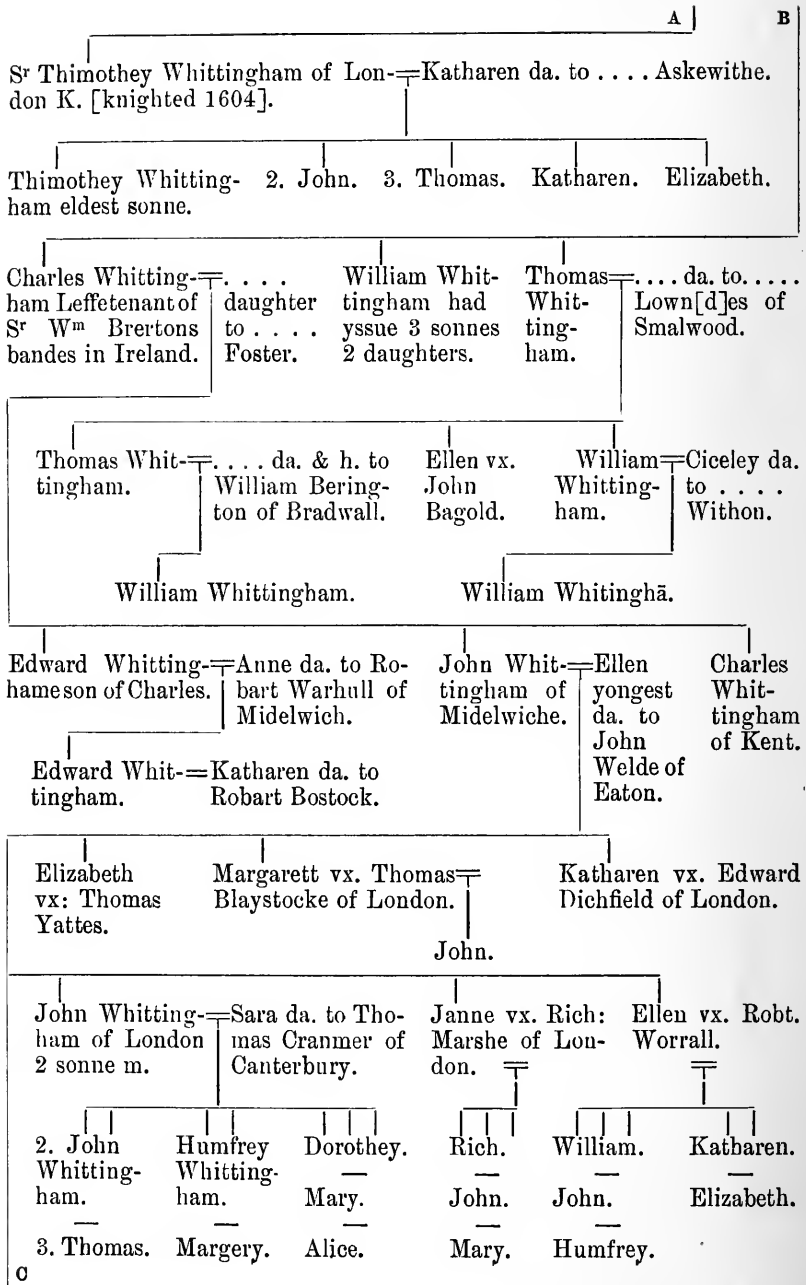 A B
Sʳ Thimothey Whittingham of Lon-
don K. [knighted 1604].
Katharen da. to . . . . Askewithe.
Thimothey Whitting-
ham eldest sonne.
2. John.
3. Thomas.
Katharen.
Elizabeth.
Charles Whitting-
ham Leffetenant of
Sʳ Wᵐ Brertons
bandes in Ireland.
. . . .
daughter
to . . . .
Foster.
William Whit-
tingham had
yssue 3 sonnes
2 daughters.
Thomas
Whit-
ting-
ham.
.... da. to.....
Lown[d]es of
Smalwood.
Thomas Whit-
tingham.
. . . . da. & h. to
William Bering-
ton of Bradwall.
Ellen vx.
John
Bagold.
William
Whitting-
ham.
Ciceley da.
to . . . .
Withon.
William Whittingham.
William Whitinghā.
Edward Whitting-
hame son of Charles.
Anne da. to Ro-
bart Warhull of
Midelwich.
John Whit-
tingham of
Midelwiche.
Ellen
yongest
da. to
John
Welde of
Eaton.
Charles
Whit-
tingham
of Kent.
Edward Whit-
tingham.
Katharen da. to
Robart Bostock.
Elizabeth
vx: Thomas
Yattes.
Margarett vx. Thomas
Blaystocke of London.
John.
Katharen vx. Edward
Dichfield of London.
John Whitting-
ham of London
2 sonne m.
Sara da. to Tho-
mas Cranmer of
Canterbury.
Janne vx. Rich:
Marshe of Lon-
don.
Ellen vx. Robt.
Worrall.
2. John
Whitting-
ham.
—
3. Thomas.
Humfrey
Whitting-
ham.
—
Margery.
Dorothey.
—
Mary.
—
Alice.
Rich.
—
John.
—
Mary.
William.
—
John.
—
Humfrey.
Katharen.
—
Elizabeth.
C